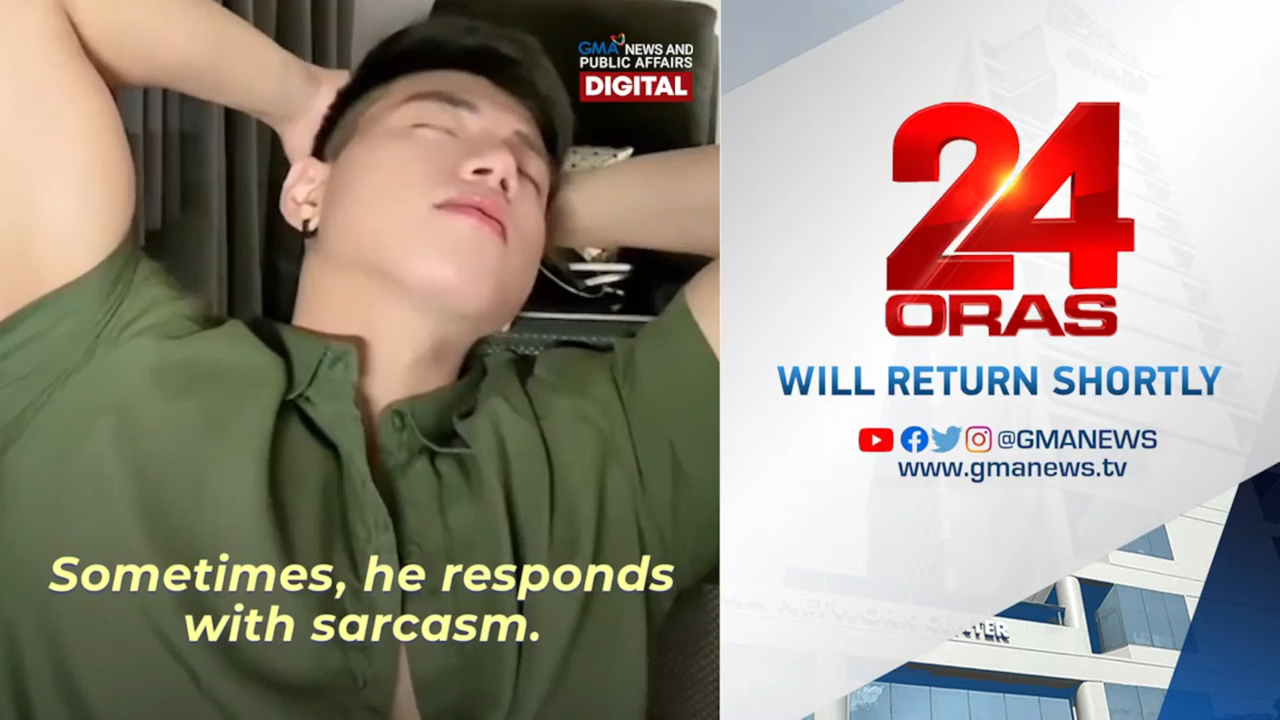 GMA NEWS AND
PUBLIC AFFAIRS
DIGITAL
Sometimes, he responds
with sarcasm.
24
ORAS
WILL RETURN SHORTLY
@GMANEWS
www.gmanews.tv